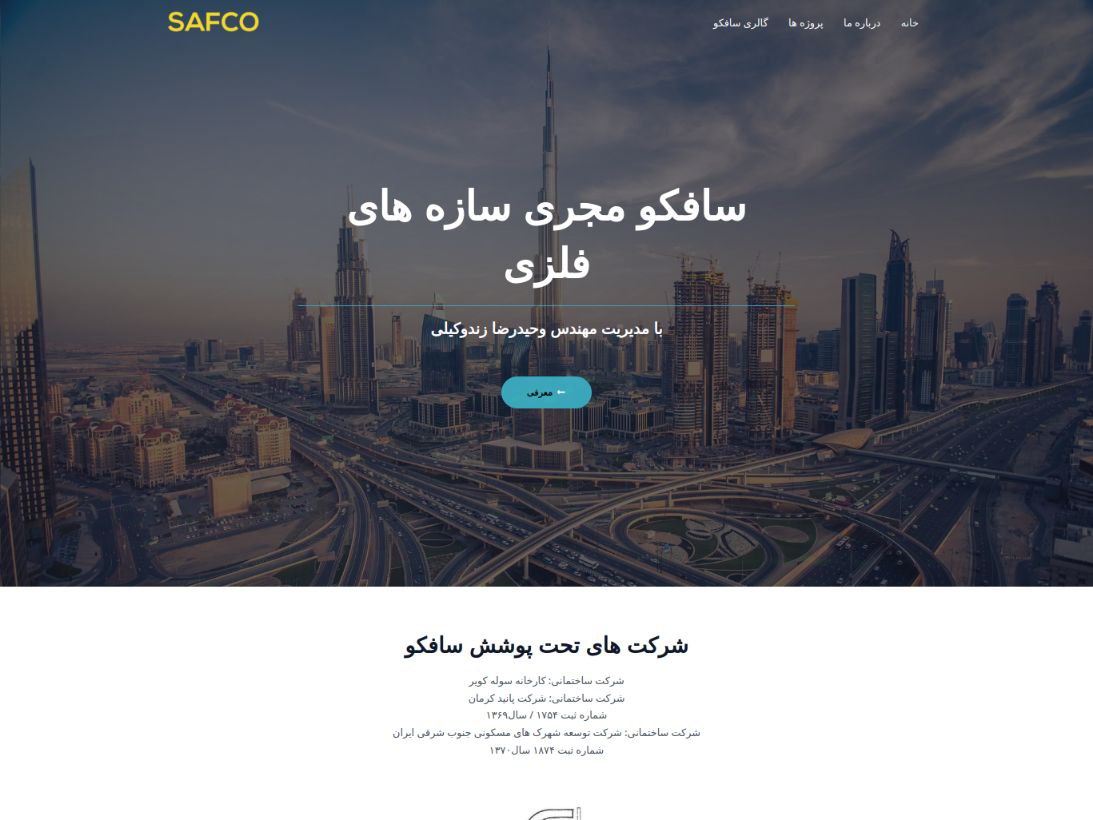 SAFCO
خانه
درباره ما
پروژه ها
گالری سافکو
سافکو مجری سازه های
فلزی
با مدیریت مهندس وحیدرضا زندوکیلی
معرفی
شرکت های تحت پوشش سافکو
شرکت ساختمانی: کارخانه سوله کویر
شرکت ساختمانی: شرکت پانید کرمان
شماره ثبت ۱۷۵۴ / سال۱۳۶۹
شرکت ساختمانی: شرکت توسعه شهرک های مسکونی جنوب شرقی ایران
شماره ثبت ۱۸۷۴ سال۱۳۷۰